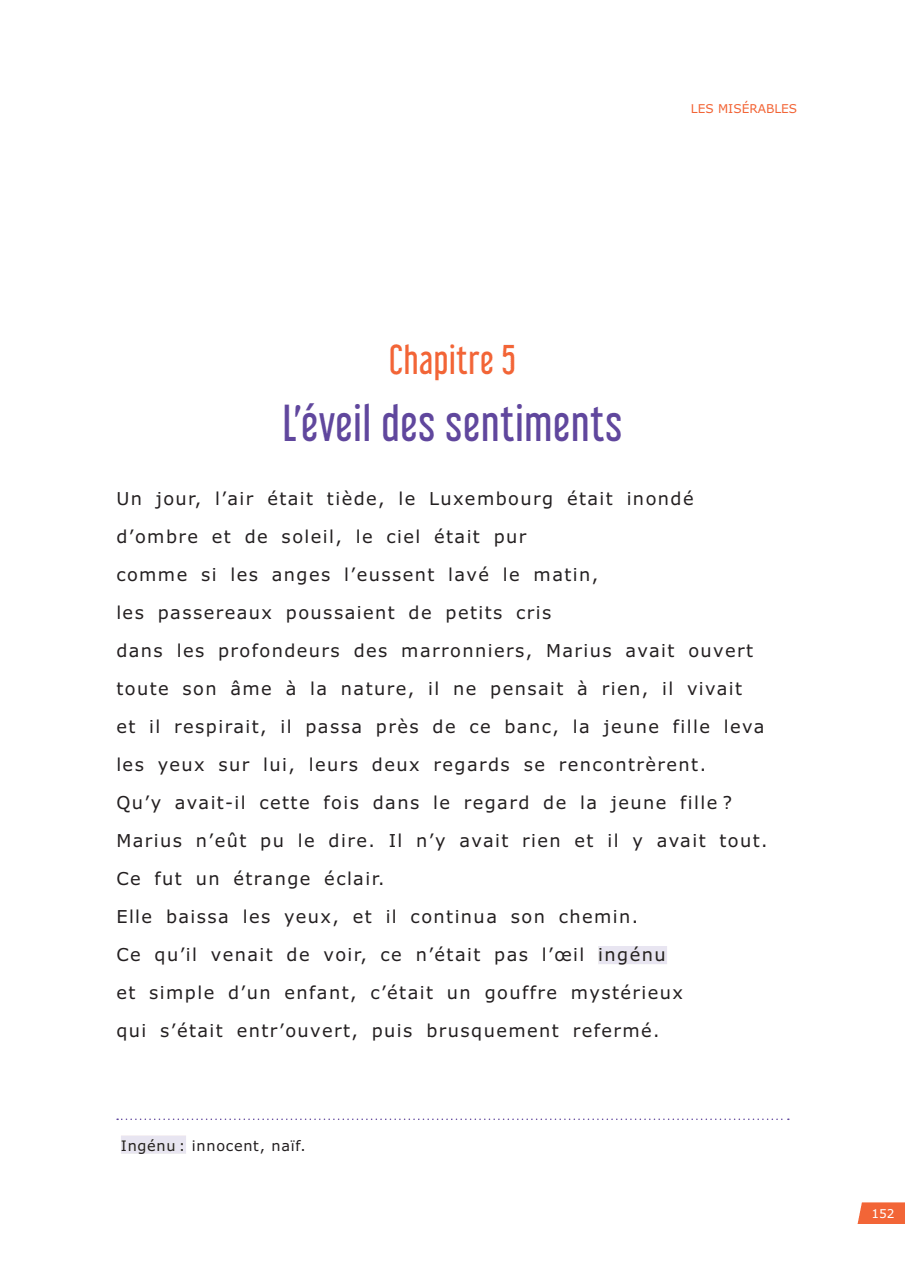 LES MISÉRABLES
Chapitre 5
L’éveil des sentiments
Un jour, l’air était tiède, le Luxembourg était inondé
d’ombre et de soleil, le ciel était pur
comme si les anges l’eussent lavé le matin,
les passereaux poussaient de petits cris
dans les profondeurs des marronniers, Marius avait ouvert
toute son âme à la nature, il ne pensait à rien, il vivait
et il respirait, il passa près de ce banc, la jeune fille leva
les yeux sur lui, leurs deux regards se rencontrèrent.
Qu’y avait-il cette fois dans le regard de la jeune fille ?
Marius n’eût pu le dire. Il n’y avait rien et il y avait tout.
Ce fut un étrange éclair.
Elle baissa les yeux, et il continua son chemin.
Ce qu’il venait de voir, ce n’était pas l’œil ingénu
et simple d’un enfant, c’était un gouffre mystérieux
qui s’était entr’ouvert, puis brusquement refermé.
Ingénu : innocent, naïf.
152